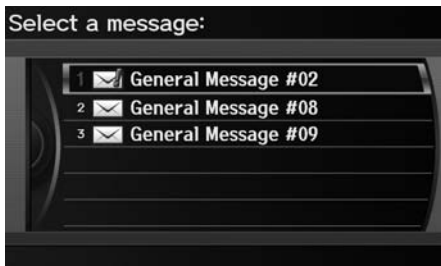 Select a message:
1 General Message #02
2 General Message #08
3 General Message #09